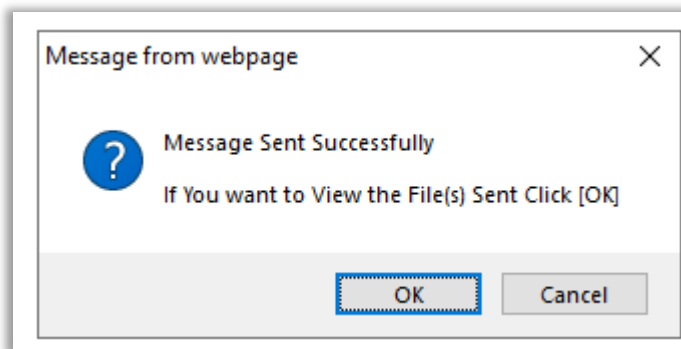 Message from webpage
Message Sent Successfully
If You want to View the File(s) Sent Click [OK]
OK
Cancel